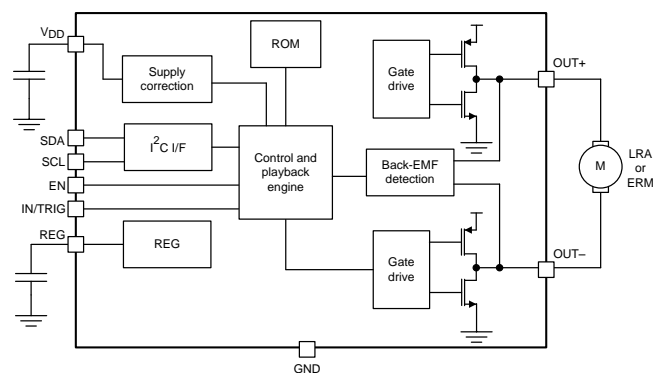 VDD
ROM
Supply
correction
Gate
drive
OUT+
SDA
SCL
I2C I/F
Control and
playback
engine
Back-EMF
detection
M
LRA
or
ERM
EN
IN/TRIG
REG
REG
Gate
drive
OUT–
GND